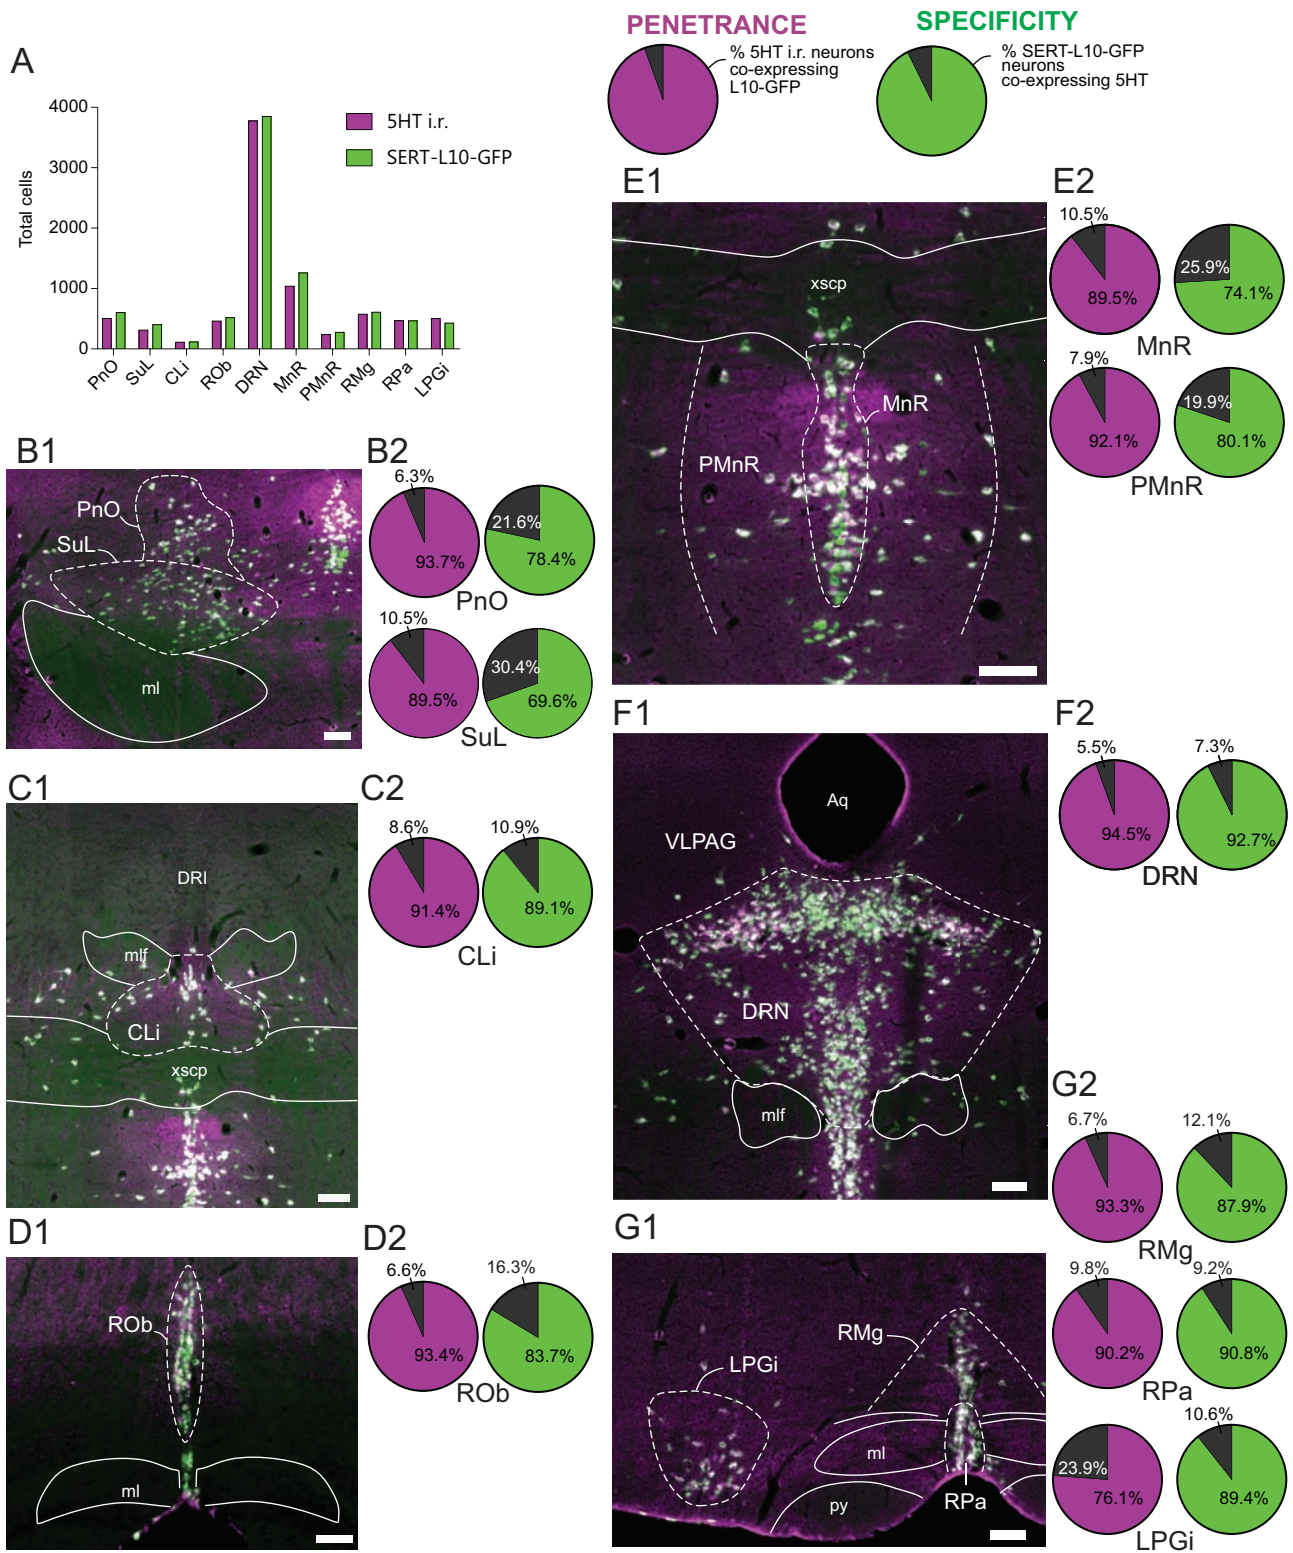 PENETRANCE
% 5HT i.r. neurons
co-expressing
L10-GFP
SPECIFICITY
% SERT-L10-GFP
neurons
co-expressing 5HT
A
4000
3000
2000
1000
0
Total cells
5HT i.r.
SERT-L10-GFP
PnO
SuL
CLi
ROb
DRN
MnR
PMnR
RMg
RPa
LPGi
B1
PnO
SuL
ml
B2
6.3%
93.7%
21.6%
78.4%
PnO
10.5%
89.5%
30.4%
69.6%
SuL
C1
DRI
mlf
CLi
xscp
C2
8.6%
91.4%
10.9%
89.1%
CLi
D1
ROb
ml
D2
6.6%
93.4%
16.3%
83.7%
ROb
E1
xscp
MnR
PMnR
E2
10.5%
89.5%
25.9%
74.1%
MnR
7.9%
92.1%
19.9%
80.1%
PMnR
F1
Aq
VLPAG
DRN
mlf
F2
5.5%
94.5%
7.3%
92.7%
DRN
G1
RMg
LPGi
ml
py
RPa
G2
6.7%
93.3%
12.1%
87.9%
RMg
9.8%
90.2%
9.2%
90.8%
RPa
23.9%
76.1%
10.6%
89.4%
LPGi